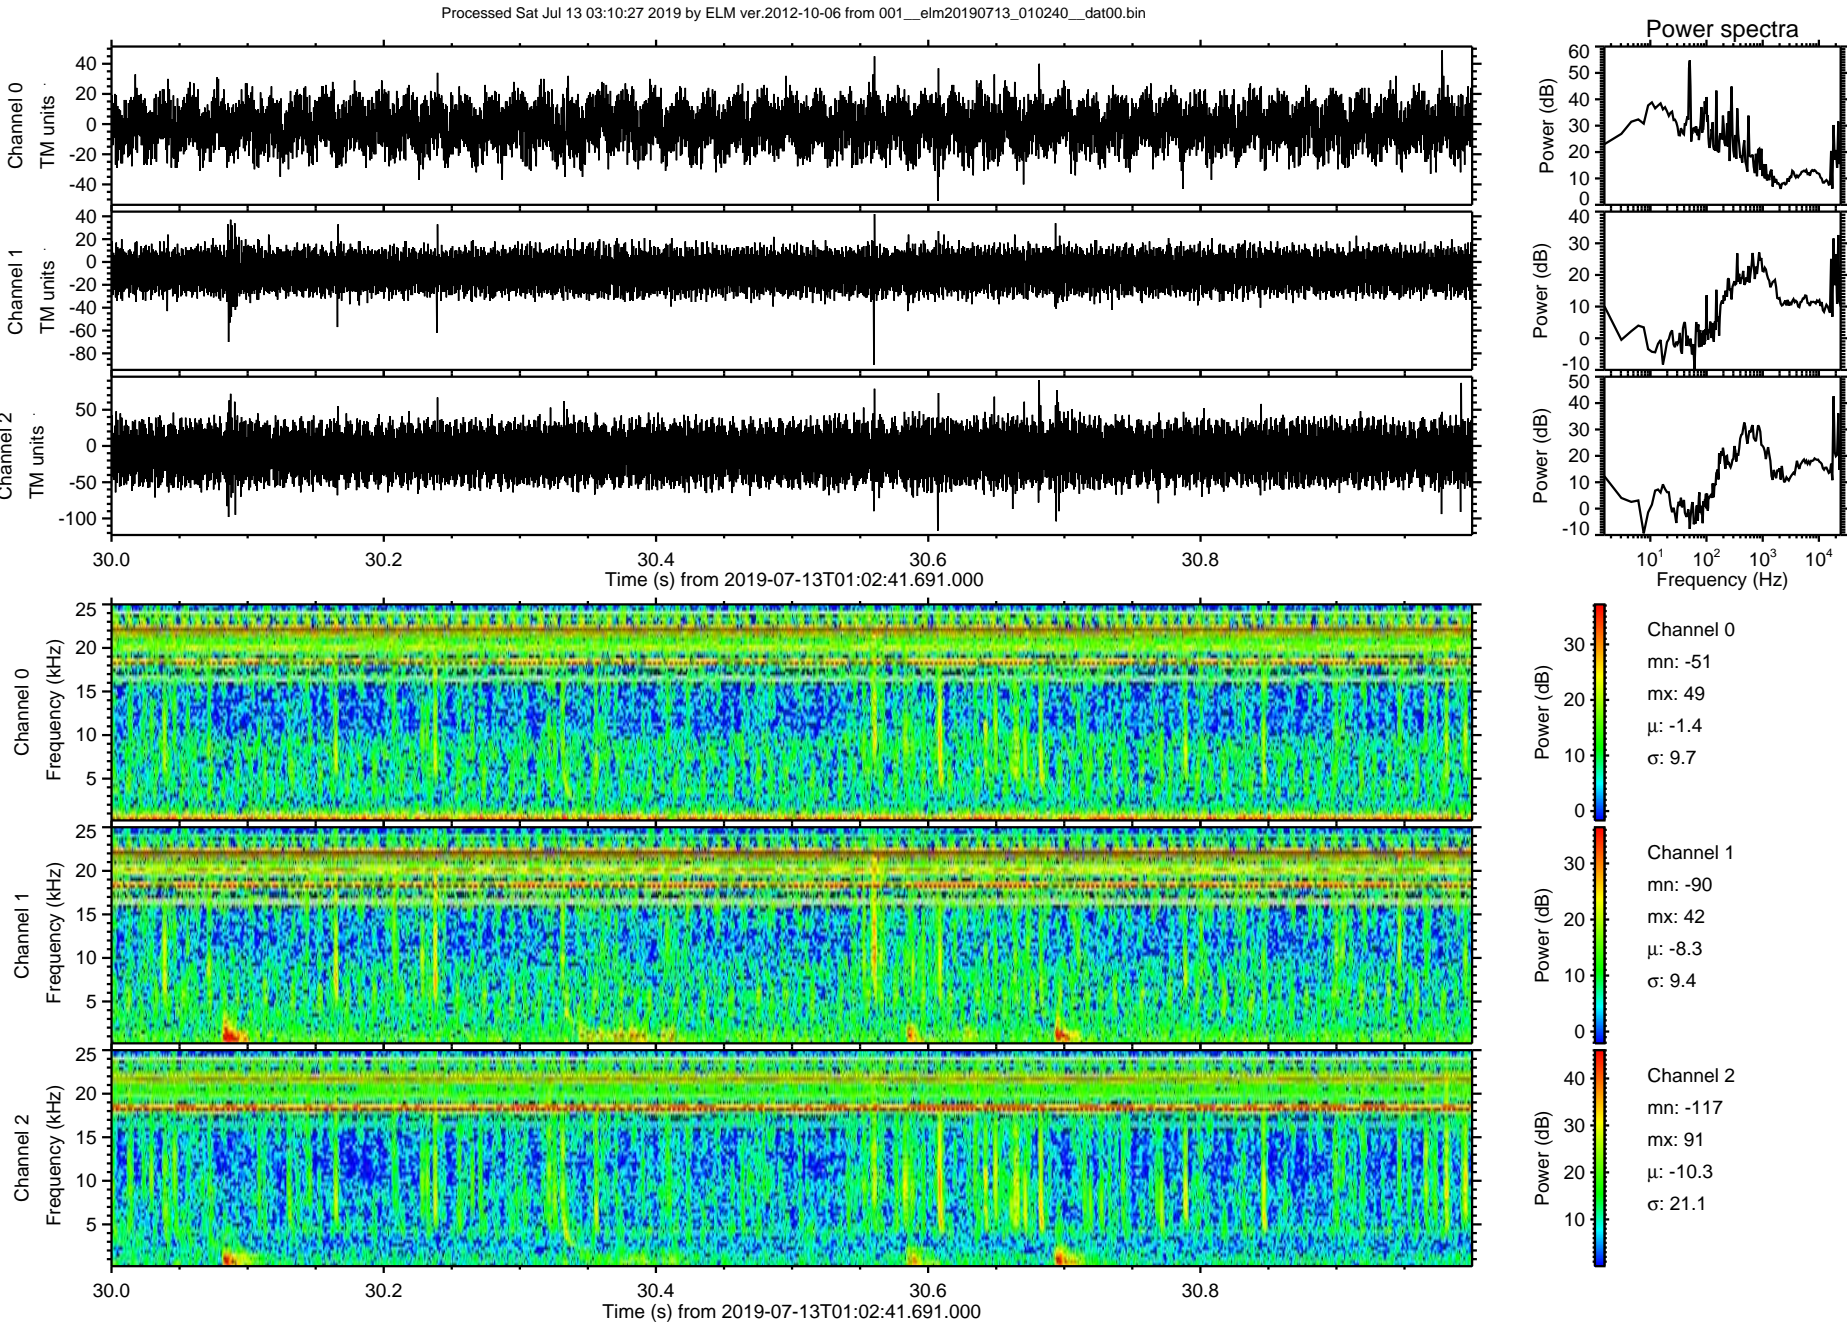 Processed Sat Jul 13 03:10:27 2019 by ELM ver.2012-10-06 from 001__elm20190713_010240__dat00.bin
Power spectra
Channel 0
TM units
40
20
0
-20
-40
Power (dB)
60
50
40
30
20
10
0
Channel 1
TM units
40
20
0
-20
-40
-60
-80
Power (dB)
40
30
20
10
0
-10
Channel 2
TM units
50
0
-50
-100
Power (dB)
50
40
30
20
10
0
-10
30.0 30.2 30.4 30.6 30.8
Time (s) from 2019-07-13T01:02:41.691.000
10^1 10^2 10^3 10^4
Frequency (Hz)
Channel 0
Frequency (kHz)
25
20
15
10
5
Power (dB)
30
20
10
0
Channel 0
mn: -51
mx: 49
μ: -1.4
σ: 9.7
Channel 1
Frequency (kHz)
25
20
15
10
5
Power (dB)
30
20
10
0
Channel 1
mn: -90
mx: 42
μ: -8.3
σ: 9.4
Channel 2
Frequency (kHz)
25
20
15
10
5
Power (dB)
40
30
20
10
Channel 2
mn: -117
mx: 91
μ: -10.3
σ: 21.1
30.0 30.2 30.4 30.6 30.8
Time (s) from 2019-07-13T01:02:41.691.000